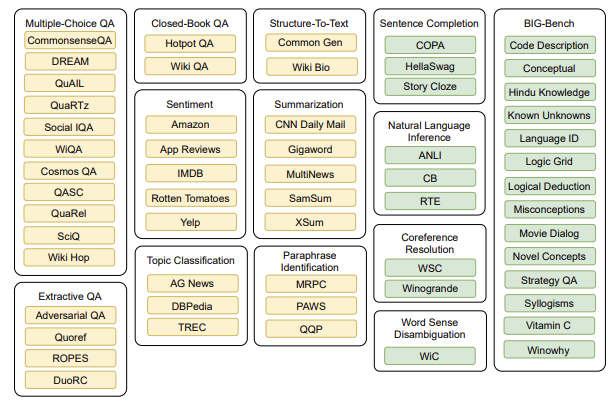 Multiple-Choice QA
CommonsenseQA
DREAM
QuAIL
QuaRTz
Social IQA
WiQA
Cosmos QA
QASC
QuaRel
SciQ
Wiki Hop
Extractive QA
Adversarial QA
Quoref
ROPES
DuoRC
Closed-Book QA
Hotpot QA
Wiki QA
Sentiment
Amazon
App Reviews
IMDB
Rotten Tomatoes
Yelp
Topic Classification
AG News
DBPedia
TREC
Structure-To-Text
Common Gen
Wiki Bio
Summarization
CNN Daily Mail
Gigaword
MultiNews
SamSum
XSum
Paraphrase
Identification
MRPC
PAWS
QQP
Sentence Completion
COPA
HellaSwag
Story Cloze
Natural Language
Inference
ANLI
CB
RTE
Coreference
Resolution
WSC
Winogrande
Word Sense
Disambiguation
WiC
BIG-Bench
Code Description
Conceptual
Hindu Knowledge
Known Unknowns
Language ID
Logic Grid
Logical Deduction
Misconceptions
Movie Dialog
Novel Concepts
Strategy QA
Syllogisms
Vitamin C
Winowhy